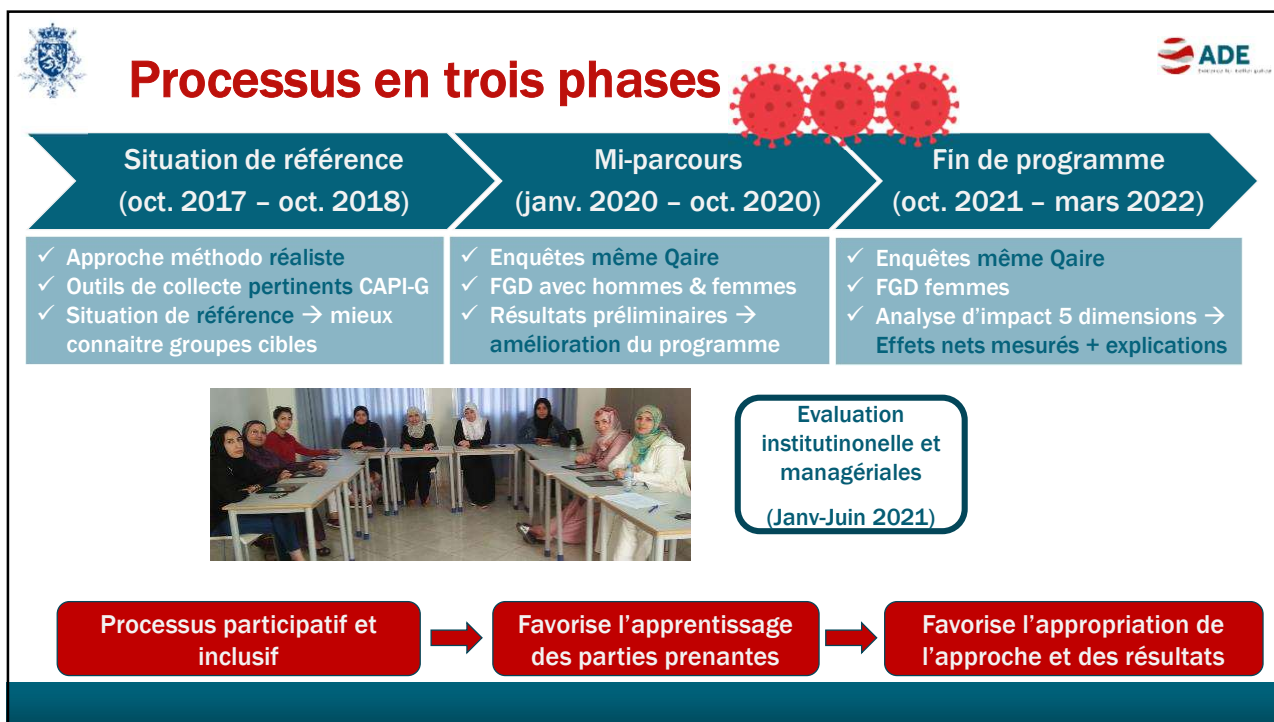 Processus en trois phases
ADE
Situation de référence
(oct. 2017 – oct. 2018)
Mi-parcours
(janv. 2020 – oct. 2020)
Fin de programme
(oct. 2021 – mars 2022)
✓ Approche méthodo réaliste
✓ Outils de collecte pertinents CAPI-G
✓ Situation de référence → mieux
connaitre groupes cibles
✓ Enquêtes même Qaire
✓ FGD avec hommes & femmes
✓ Résultats préliminaires →
amélioration du programme
✓ Enquêtes même Qaire
✓ FGD femmes
✓ Analyse d'impact 5 dimensions →
Effets nets mesurés + explications
Evaluation
institutinonelle et
managériales
(Janv-Juin 2021)
Processus participatif et
inclusif
Favorise l'apprentissage
des parties prenantes
Favorise l'appropriation de
l'approche et des résultats